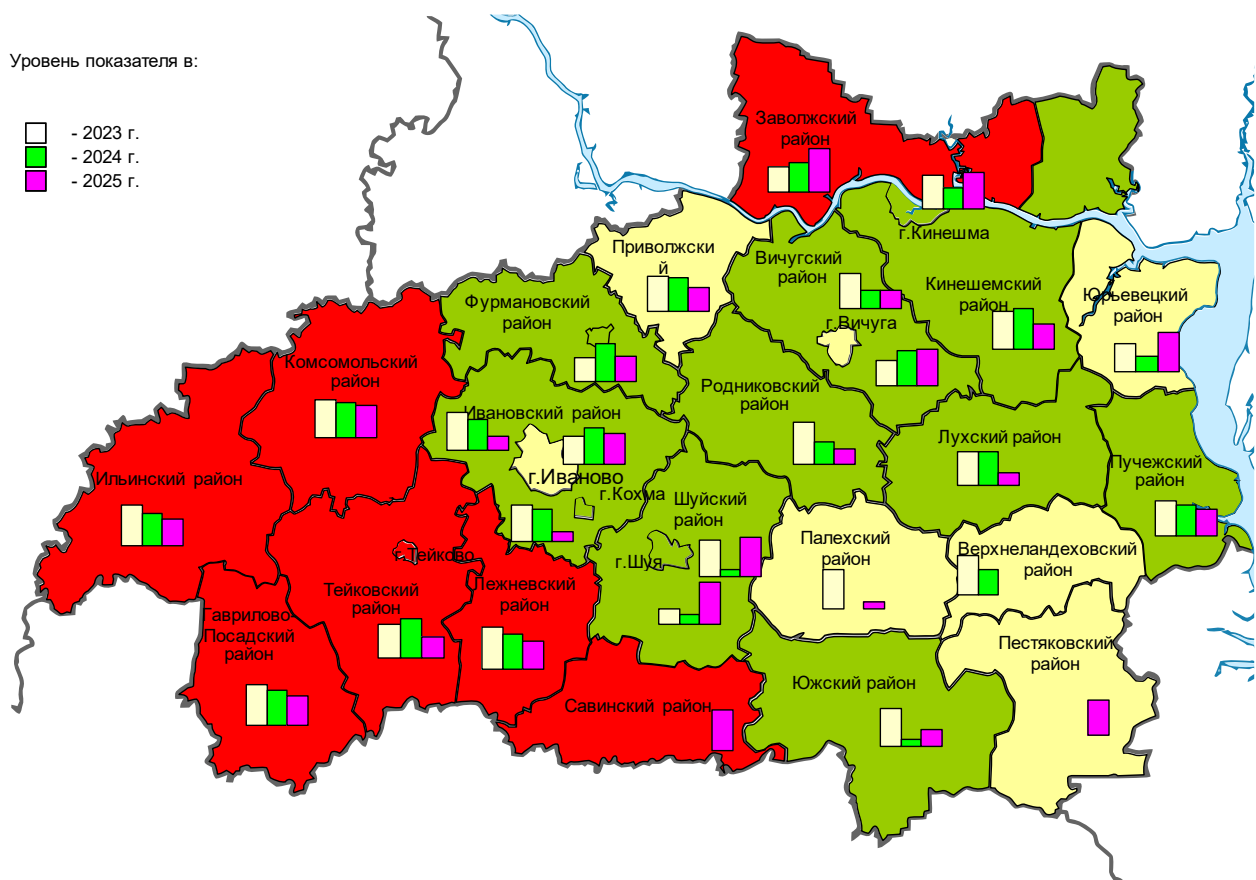 Уровень показателя в:
- 2023 г.
- 2024 г.
- 2025 г.
Заволжский
район
г.Кинешма
Приволжски
й
Вичугский
район
Кинешемский
район
Юрьевецкий
район
Фурмановский
район
г.Вичуга
Комсомольский
район
Родниковский
район
Ивановский район
Лухский район
Пучежский
район
Ильинский район
г.Иваново
г.Кохма
Шуйский
район
Палехский
район
Верхнеландеховский
район
г.Тейково
г.Шуя
Тейковский
район
Лежневский
район
Гаврилово-
Посадский
район
Пестяковский
район
Савинский район
Южский район